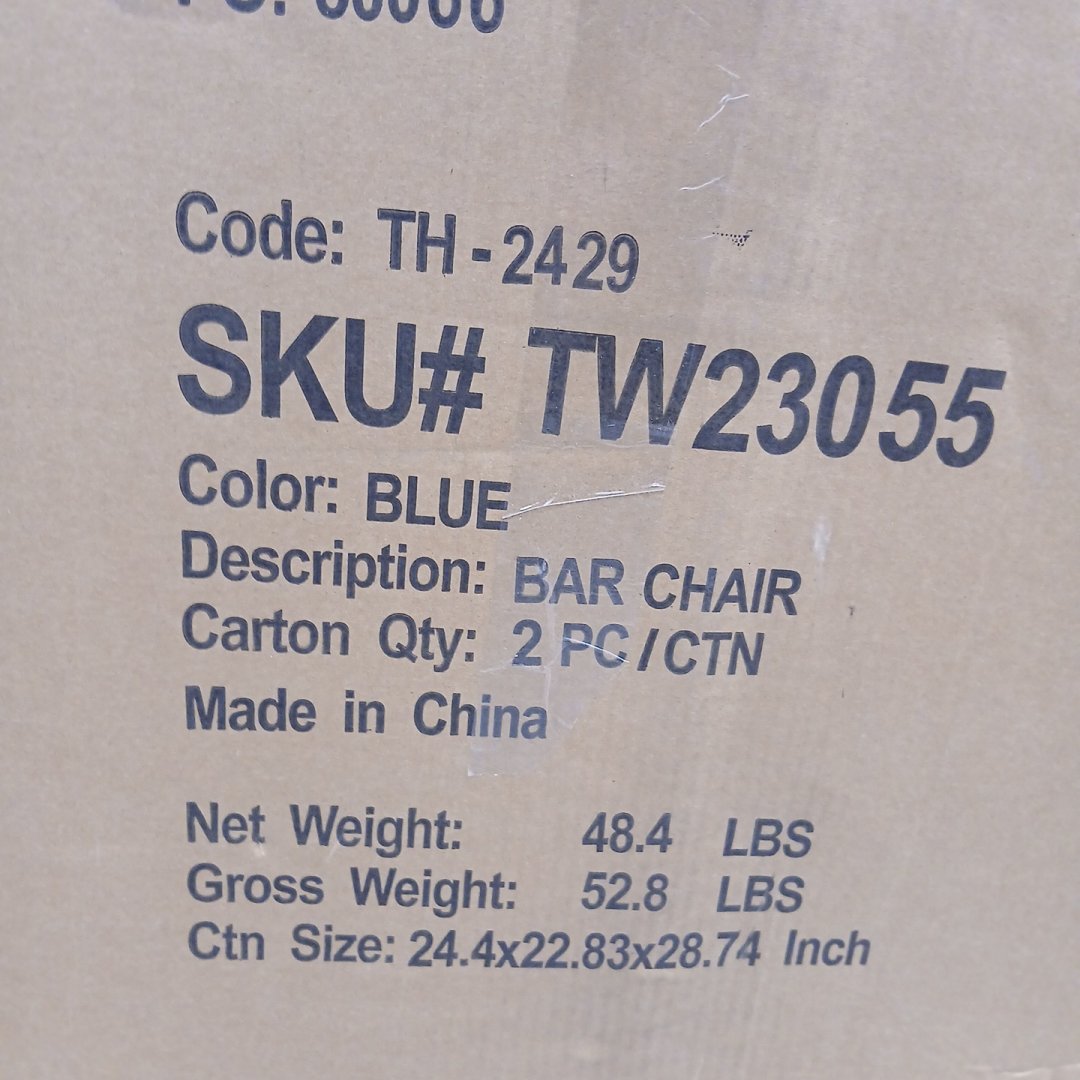 Code: TH-2429
SKU# TW23055
Color: BLUE
Description: BAR CHAIR
Carton Qty: 2 PC/CTN
Made in China
Net Weight: 48.4 LBS
Gross Weight: 52.8 LBS
Ctn Size: 24.4x22.83x28.74 Inch